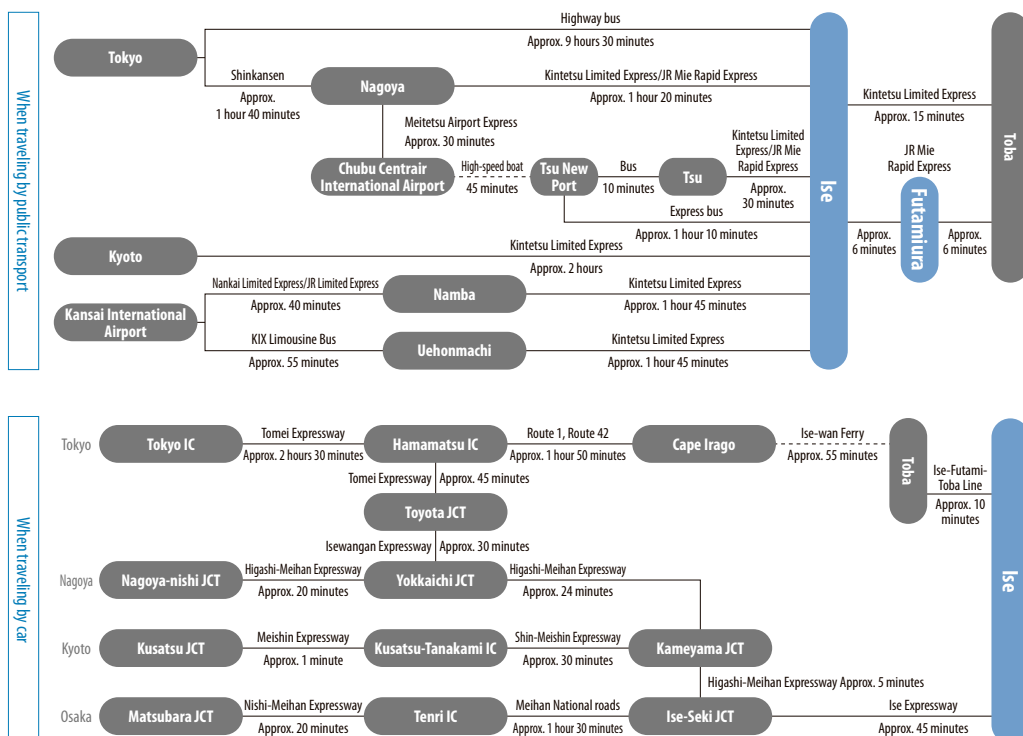 When traveling by public transport
Highway bus
Approx. 9 hours 30 minutes
Tokyo
Shinkansen
Approx.
1 hour 40 minutes
Nagoya
Kintetsu Limited Express/JR Mie Rapid Express
Approx. 1 hour 20 minutes
Meitetsu Airport Express
Approx. 30 minutes
Chubu Centrair
International Airport
High-speed boat
45 minutes
Tsu New
Port
Bus
10 minutes
Tsu
Kintetsu Limited
Express/JR Mie
Rapid Express
Approx.
30 minutes
Express bus
Approx. 1 hour 10 minutes
Kyoto
Kintetsu Limited Express
Approx. 2 hours
Kansai International
Airport
Nankai Limited Express/JR Limited Express
Approx. 40 minutes
Namba
Kintetsu Limited Express
Approx. 1 hour 45 minutes
KIX Limousine Bus
Approx. 55 minutes
Uehonmachi
Kintetsu Limited Express
Approx. 1 hour 45 minutes
Ise
Kintetsu Limited Express
Approx. 15 minutes
JR Mie
Rapid Express
Approx.
6 minutes
Futamiura
Approx.
6 minutes
Toba
When traveling by car
Tokyo
Tokyo IC
Tomei Expressway
Approx. 2 hours 30 minutes
Hamamatsu IC
Route 1, Route 42
Approx. 1 hour 50 minutes
Cape Irago
Ise-wan Ferry
Approx. 55 minutes
Toba
Ise-Futami-
Toba Line
Approx. 10
minutes
Tomei Expressway
Approx. 45 minutes
Toyota JCT
Isewangan Expressway
Approx. 30 minutes
Nagoya
Nagoya-nishi JCT
Higashi-Meihan Expressway
Approx. 20 minutes
Yokkaichi JCT
Higashi-Meihan Expressway
Approx. 24 minutes
Kyoto
Kusatsu JCT
Meishin Expressway
Approx. 1 minute
Kusatsu-Tanakami IC
Shin-Meishin Expressway
Approx. 30 minutes
Kameyama JCT
Higashi-Meihan Expressway Approx. 5 minutes
Osaka
Matsubara JCT
Nishi-Meihan Expressway
Approx. 20 minutes
Tenri IC
Meihan National roads
Approx. 1 hour 30 minutes
Ise-Seki JCT
Ise Expressway
Approx. 45 minutes
Ise